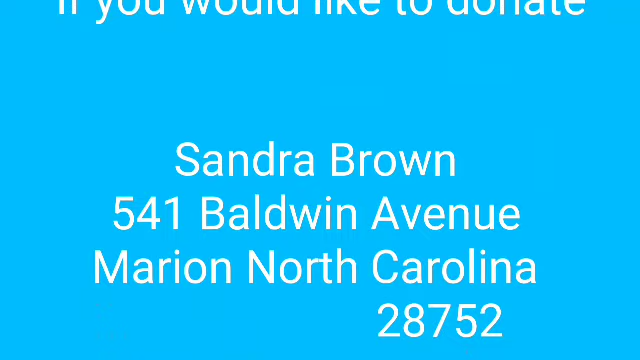 If you would like to donate
Sandra Brown
541 Baldwin Avenue
Marion North Carolina
28752